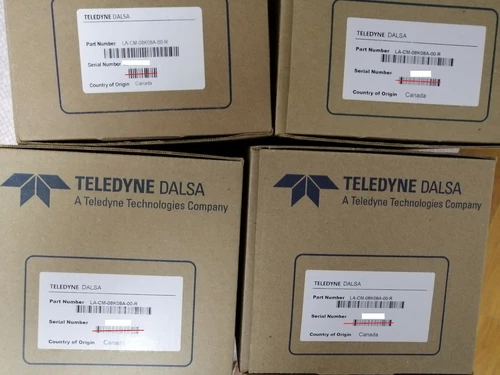 TELEDYNE DALSA
Part Number LA-CM-08K08A-00-R
Serial Number
Country of Origin Canada
TELEDYNE DALSA
Part Number LA-CM-08K08A-00-R
Serial Number
Country of Origin Canada
TELEDYNE DALSA
A Teledyne Technologies Company
TELEDYNE DALSA
Part Number LA-CM-08K08A-00-R
Serial Number
Country of Origin Canada
TELEDYNE DALSA
A Teledyne Technologies Company
TELEDYNE DALSA
Part Number LA-CM-08K08A-00-R
Serial Number
Country of Origin Canada